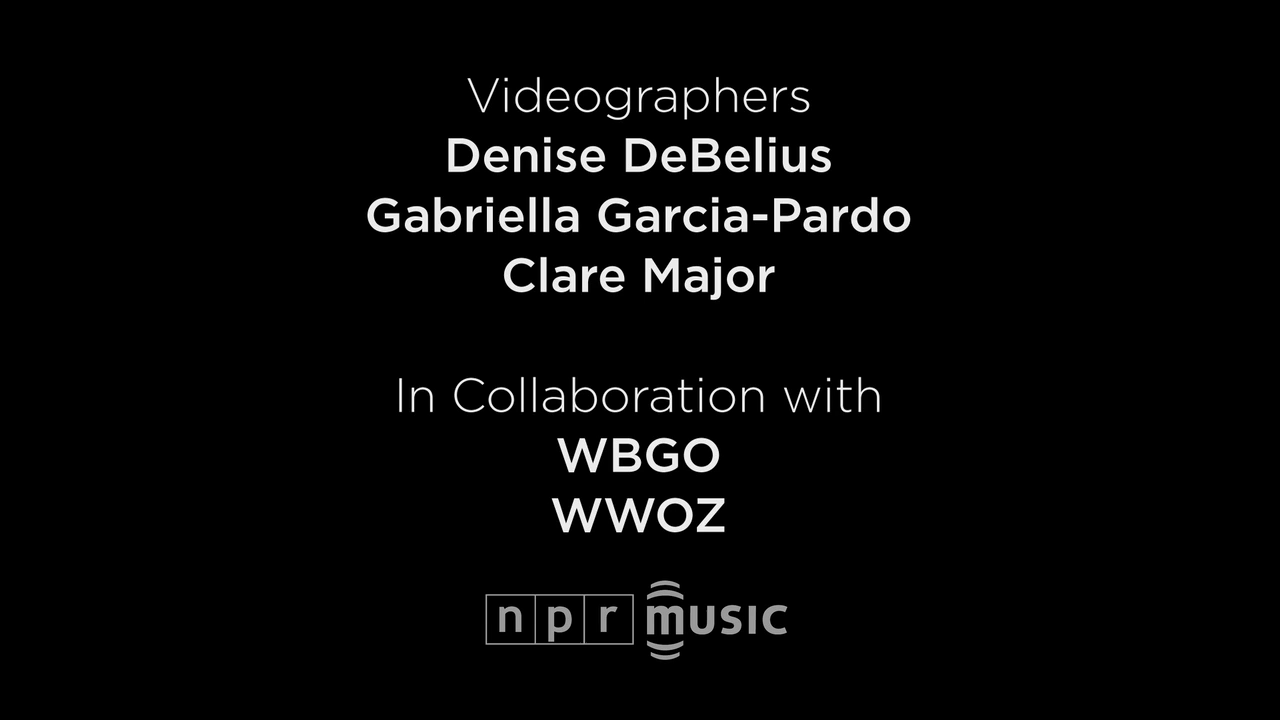 Videographers
Denise DeBelius
Gabriella Garcia-Pardo
Clare Major
In Collaboration with
WBGO
WWOZ
npr music